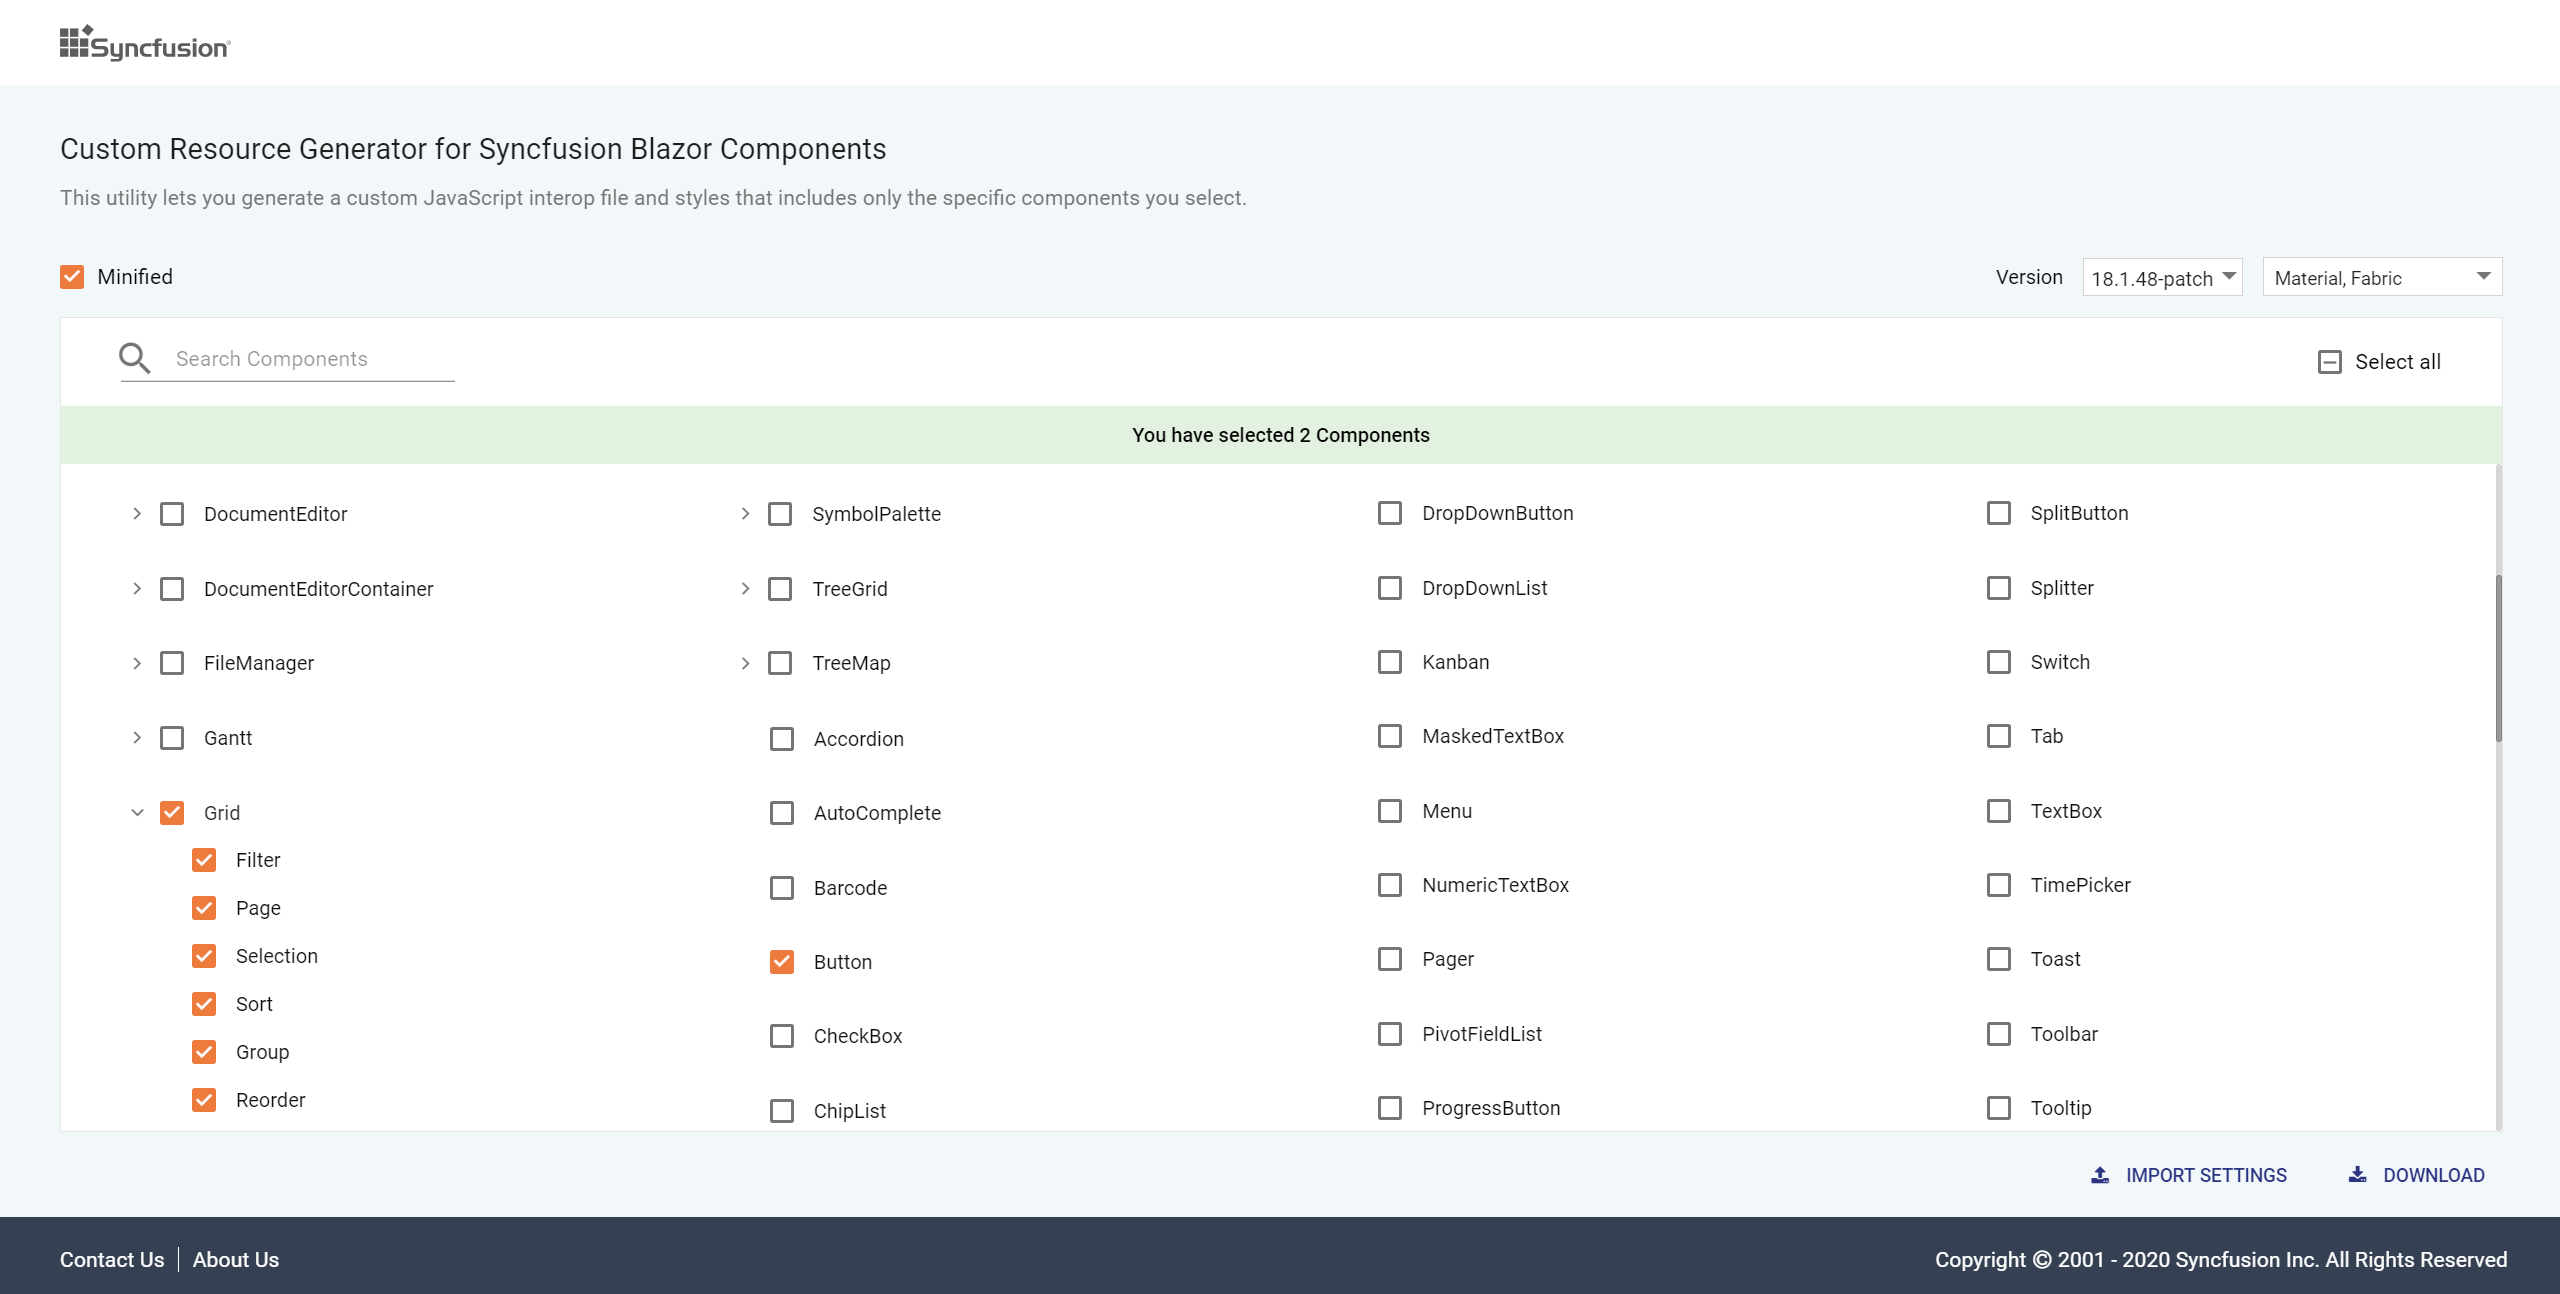 Syncfusion
Custom Resource Generator for Syncfusion Blazor Components
This utility lets you generate a custom JavaScript interop file and styles that includes only the specific components you select.
Minified
Version
18.1.48-patch
Material, Fabric
Search Components
Select all
You have selected 2 Components
DocumentEditor
DocumentEditorContainer
FileManager
Gantt
Grid
Filter
Page
Selection
Sort
Group
Reorder
SymbolPalette
TreeGrid
TreeMap
Accordion
AutoComplete
Barcode
Button
CheckBox
ChipList
DropDownButton
DropDownList
Kanban
MaskedTextBox
Menu
NumericTextBox
Pager
PivotFieldList
ProgressButton
SplitButton
Splitter
Switch
Tab
TextBox
TimePicker
Toast
Toolbar
Tooltip
IMPORT SETTINGS
DOWNLOAD
Contact Us
About Us
Copyright © 2001 - 2020 Syncfusion Inc. All Rights Reserved